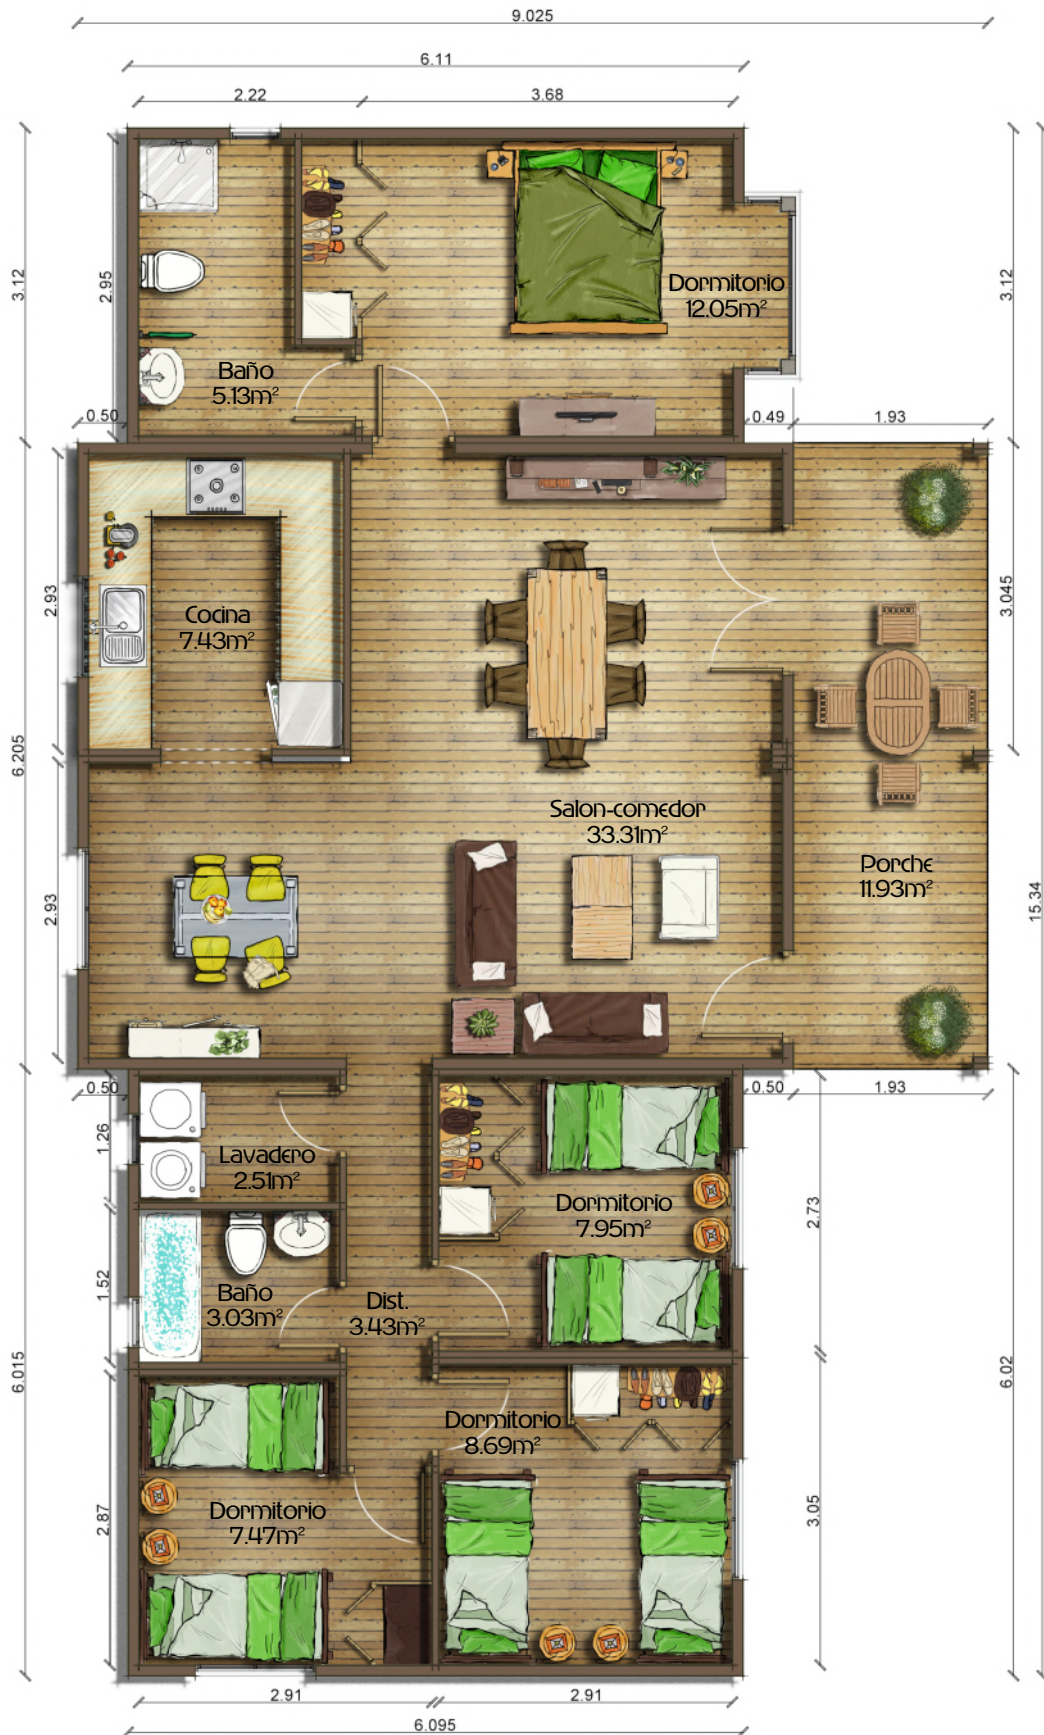 9.025
6.11
2.22
3.68
3.12
2.95
3.12
Dormitorio
12.05m²
Baño
5.13m²
0.50
0.49
1.93
2.93
Cocina
7.43m²
3.045
6.205
Salon-comedor
33.31m²
Porche
11.93m²
2.93
15.34
0.50
0.50
1.93
1.26
Lavadero
2.51m²
Dormitorio
7.95m²
2.73
1.52
Baño
3.03m²
Dist.
3.43m²
6.015
6.02
Dormitorio
8.69m²
Dormitorio
7.47m²
2.87
3.05
2.91
2.91
6.095